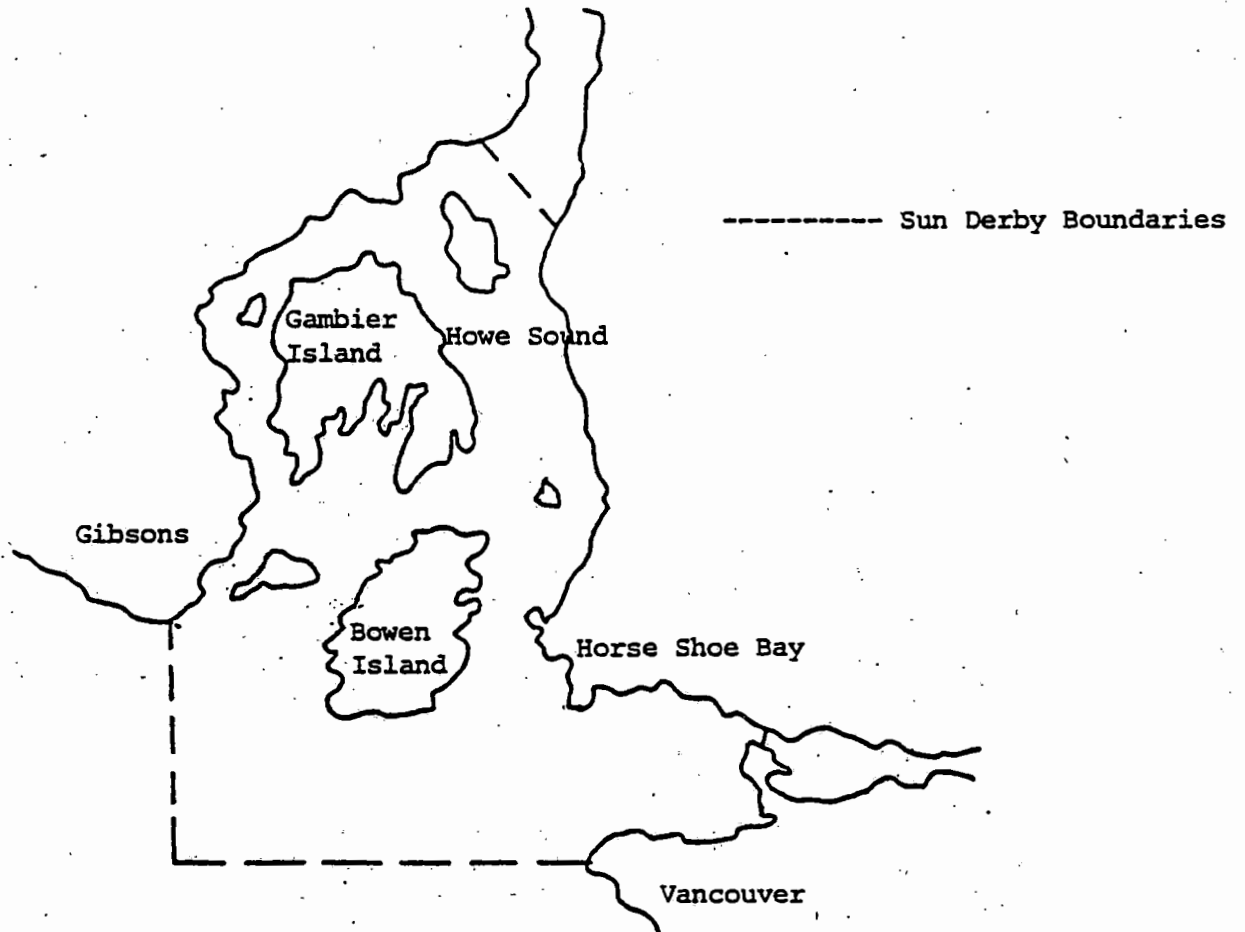 Sun Derby Boundaries
Gambier
Island
Howe Sound
Gibsons
Bowen
Island
Horse Shoe Bay
Vancouver